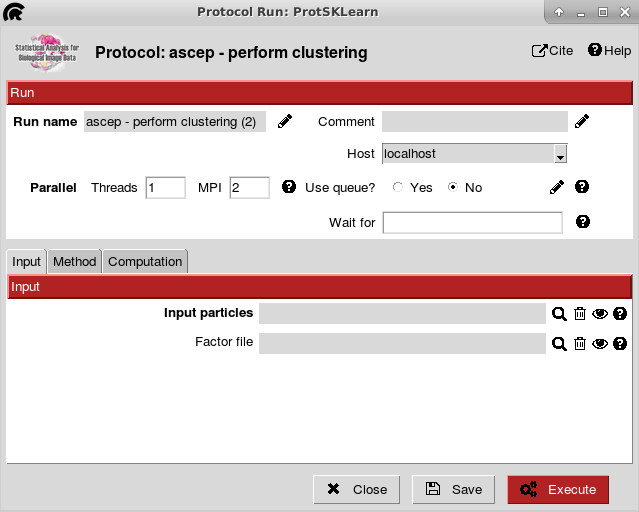 Protocol Run: ProtSKLearn
Statistical Analysis for
Biological Image Data
Protocol: ascep - perform clustering
Cite
Help
Run
Run name ascep - perform clustering (2) Comment
Host localhost
Parallel Threads 1 MPI 2 Use queue? Yes No
Wait for
Input Method Computation
Input
Input particles
Factor file
Close Save Execute